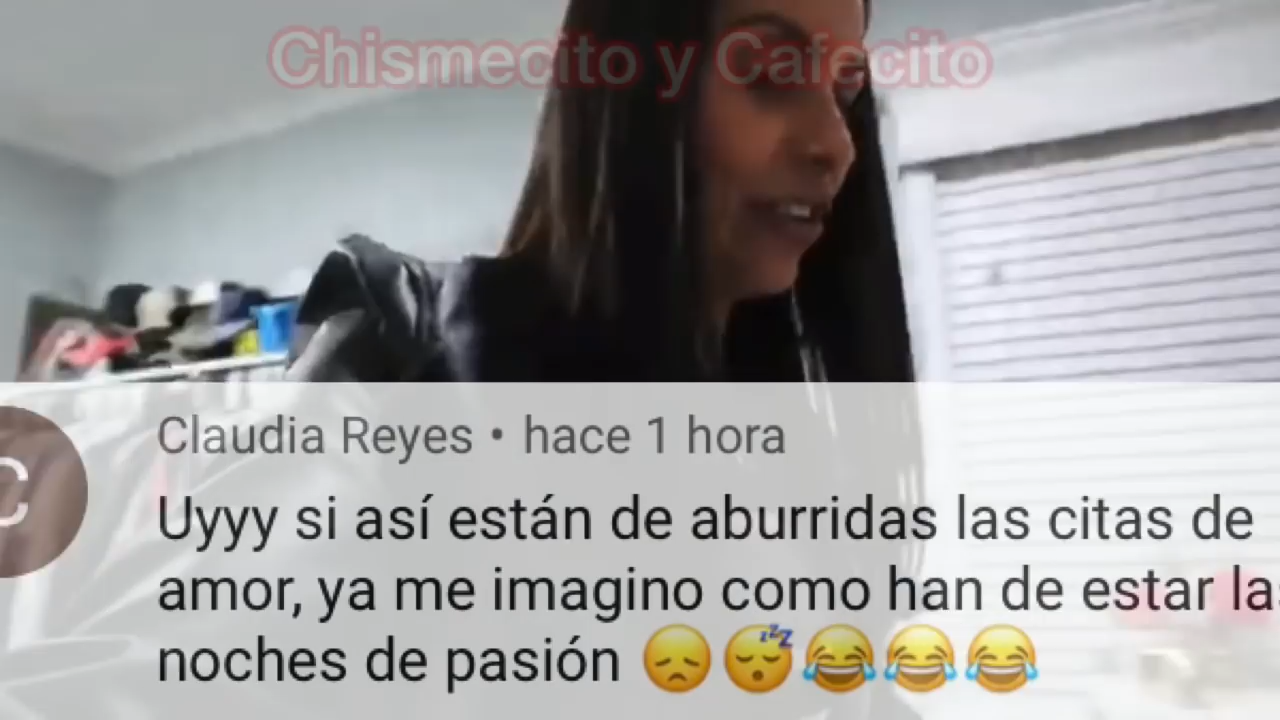 Chismecito y Cafecito
C
Claudia Reyes • hace 1 hora
Uyyy si así están de aburridas las citas de
amor, ya me imagino como han de estar las
noches de pasión 😞😴😂😂😂